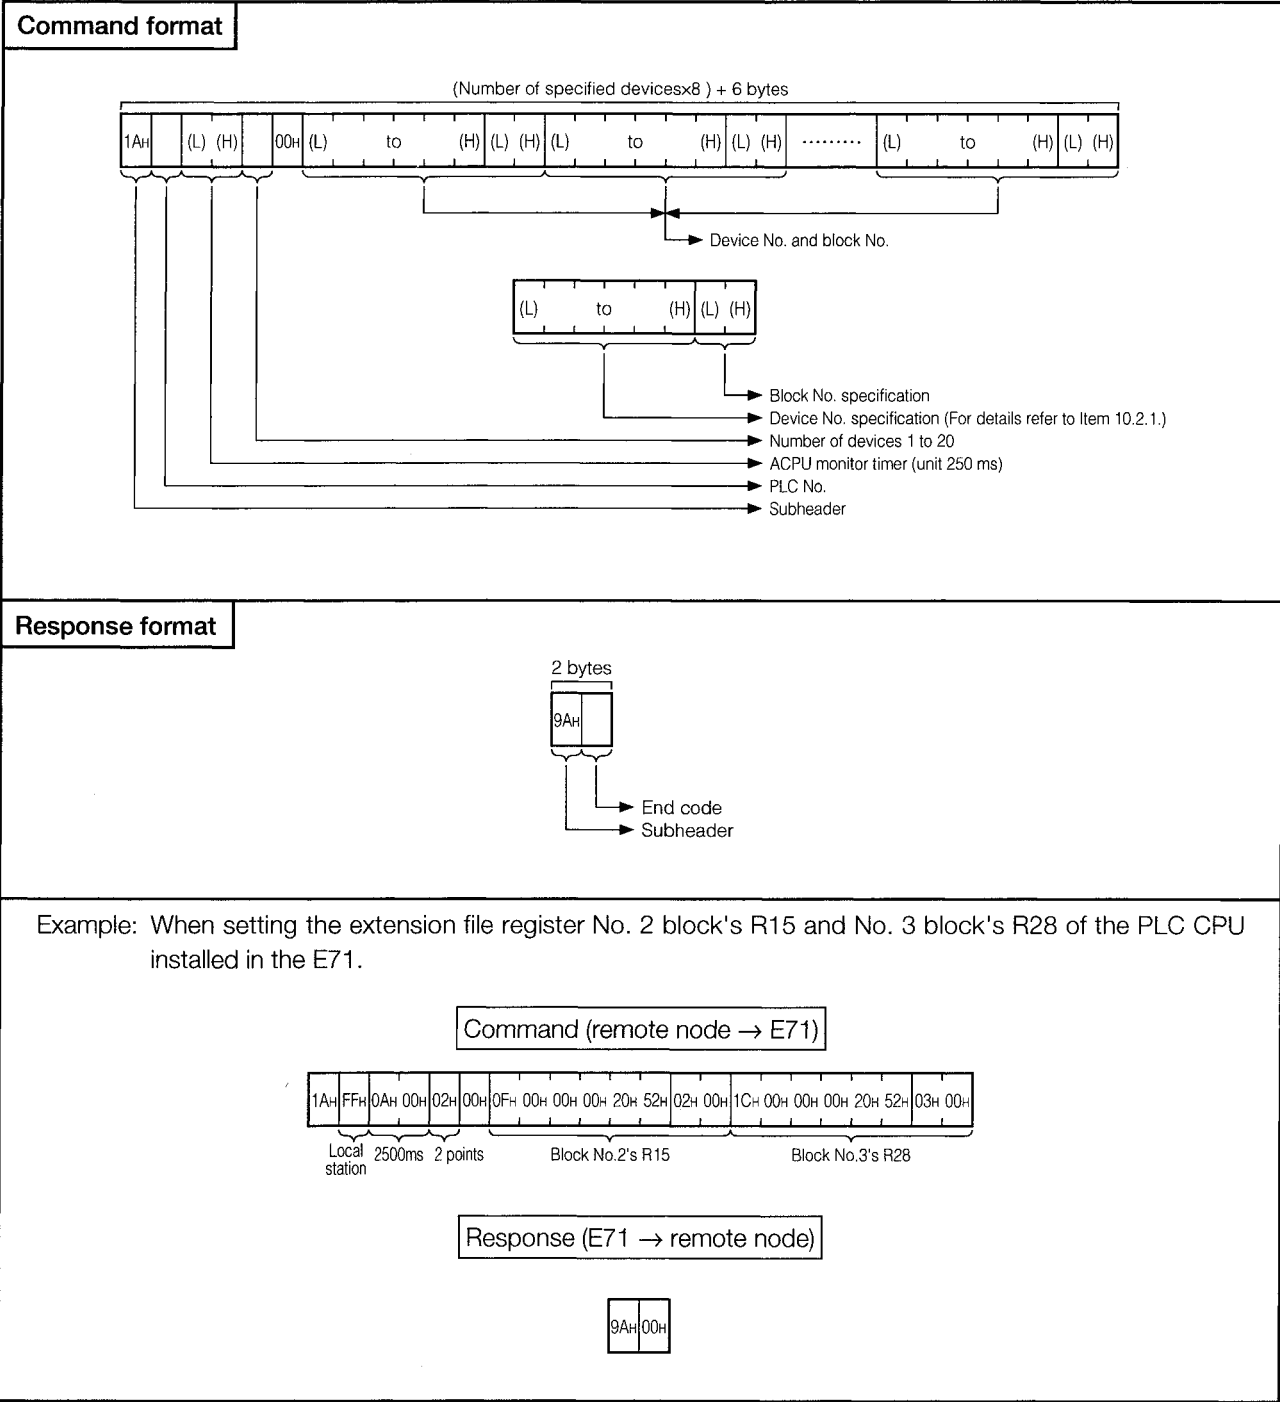 Command format
(Number of specified devicesx8 ) + 6 bytes
1AH (L) (H) 00H (L) to (H) (L) (H) (L) to (H) (L) (H) ········· (L) to (H) (L) (H)
Device No. and block No.
(L) to (H) (L) (H)
Block No. specification
Device No. specification (For details refer to Item 10.2.1.)
Number of devices 1 to 20
ACPU monitor timer (unit 250 ms)
PLC No.
Subheader
Response format
2 bytes
9AH
End code
Subheader
Example: When setting the extension file register No. 2 block's R15 and No. 3 block's R28 of the PLC CPU
installed in the E71.
Command (remote node → E71)
1AH FFH 0AH 00H 02H 00H 0FH 00H 00H 00H 20H 52H 02H 00H 1CH 00H 00H 00H 20H 52H 03H 00H
Local station 2500ms 2 points Block No.2's R15 Block No.3's R28
Response (E71 → remote node)
9AH 00H